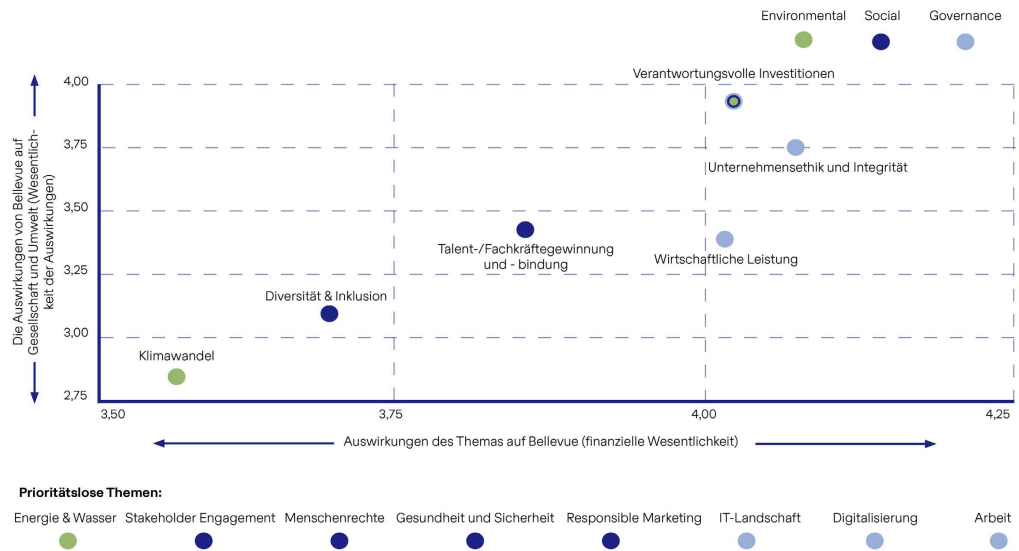 Environmental Social Governance
Verantwortungsvolle Investitionen
4,00
3,75
Unternehmensethik und Integrität
3,50
Talent-/Fachkräftegewinnung
und - bindung
Wirtschaftliche Leistung
3,25
Diversität & Inklusion
3,00
Klimawandel
2,75
Die Auswirkungen von Bellevue auf
Gesellschaft und Umwelt (Wesentlich-
keit der Auswirkungen)
3,50 3,75 4,00 4,25
Auswirkungen des Themas auf Bellevue (finanzielle Wesentlichkeit)
Prioritätslose Themen:
Energie & Wasser Stakeholder Engagement Menschenrechte Gesundheit und Sicherheit Responsible Marketing IT-Landschaft Digitalisierung Arbeit